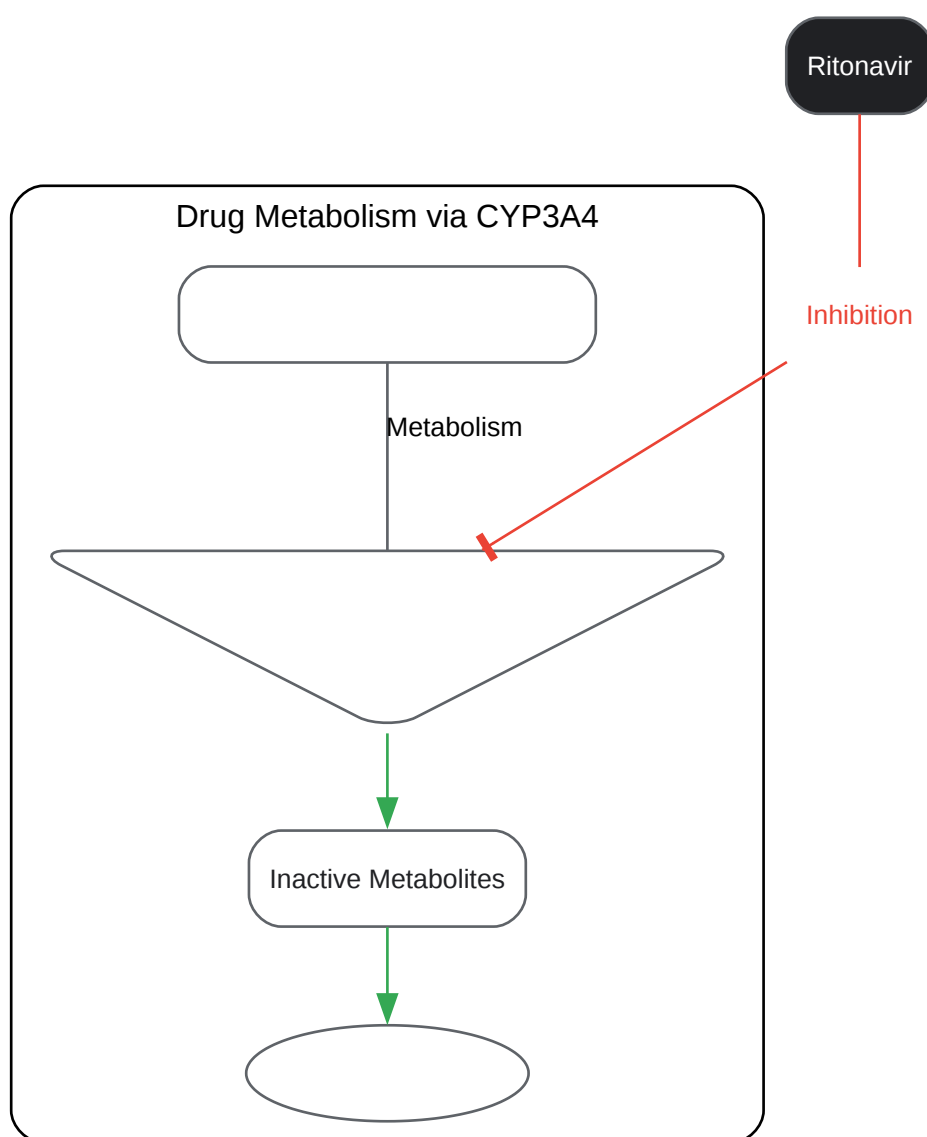 Ritonavir
Drug Metabolism via CYP3A4
Inhibition
Metabolism
Inactive Metabolites